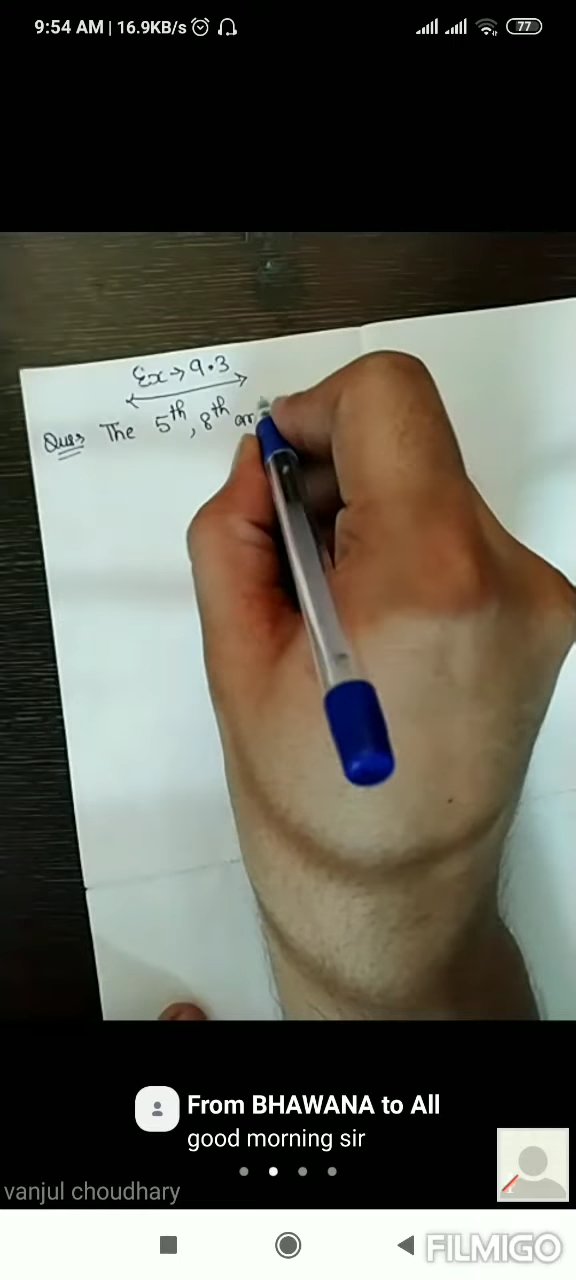 9:54 AM | 16.9KB/s
77
Ex→ 9.3
Ques→ The 5th, 8th an
From BHAWANA to All
good morning sir
vanjul choudhary
FILMIGO